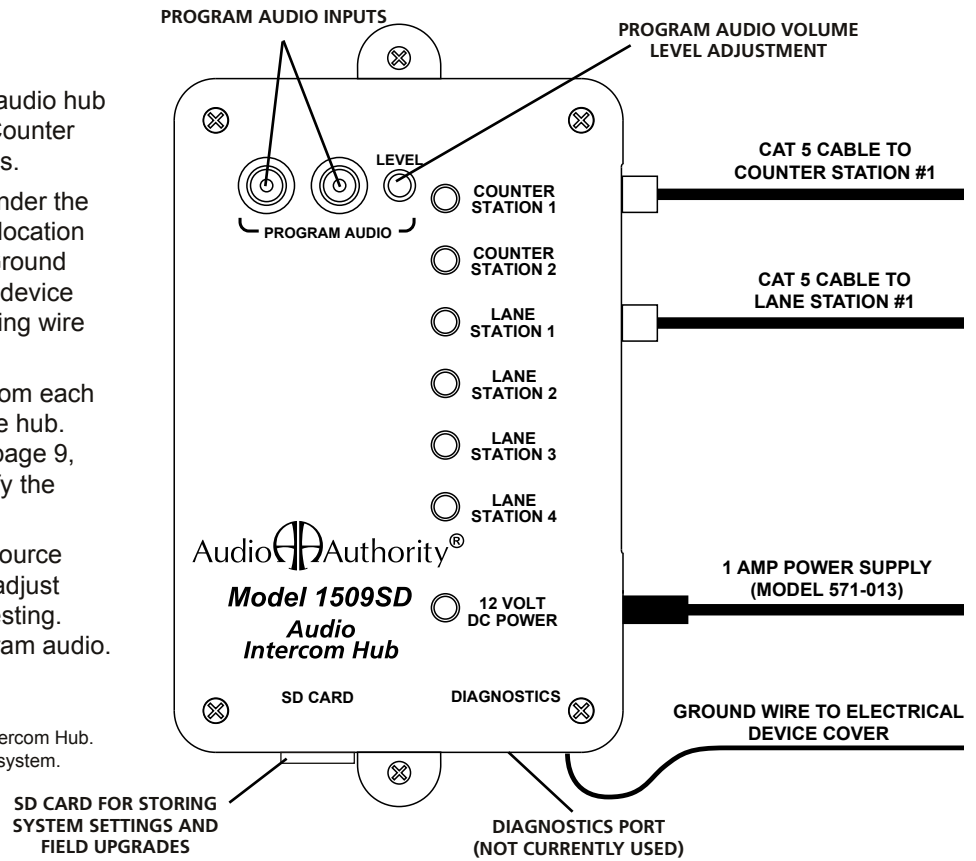 audio hub
Counter
s.
nder the
location
round
device
ing wire
om each
e hub.
page 9,
fy the
ource
adjust
esting.
ram audio.
ercom Hub.
system.
PROGRAM AUDIO INPUTS
PROGRAM AUDIO VOLUME
LEVEL ADJUSTMENT
LEVEL
PROGRAM AUDIO
COUNTER
STATION 1
COUNTER
STATION 2
LANE
STATION 1
LANE
STATION 2
LANE
STATION 3
LANE
STATION 4
Audio Authority®
Model 1509SD
Audio
Intercom Hub
12 VOLT
DC POWER
SD CARD
DIAGNOSTICS
CAT 5 CABLE TO
COUNTER STATION #1
CAT 5 CABLE TO
LANE STATION #1
1 AMP POWER SUPPLY
(MODEL 571-013)
GROUND WIRE TO ELECTRICAL
DEVICE COVER
SD CARD FOR STORING
SYSTEM SETTINGS AND
FIELD UPGRADES
DIAGNOSTICS PORT
(NOT CURRENTLY USED)